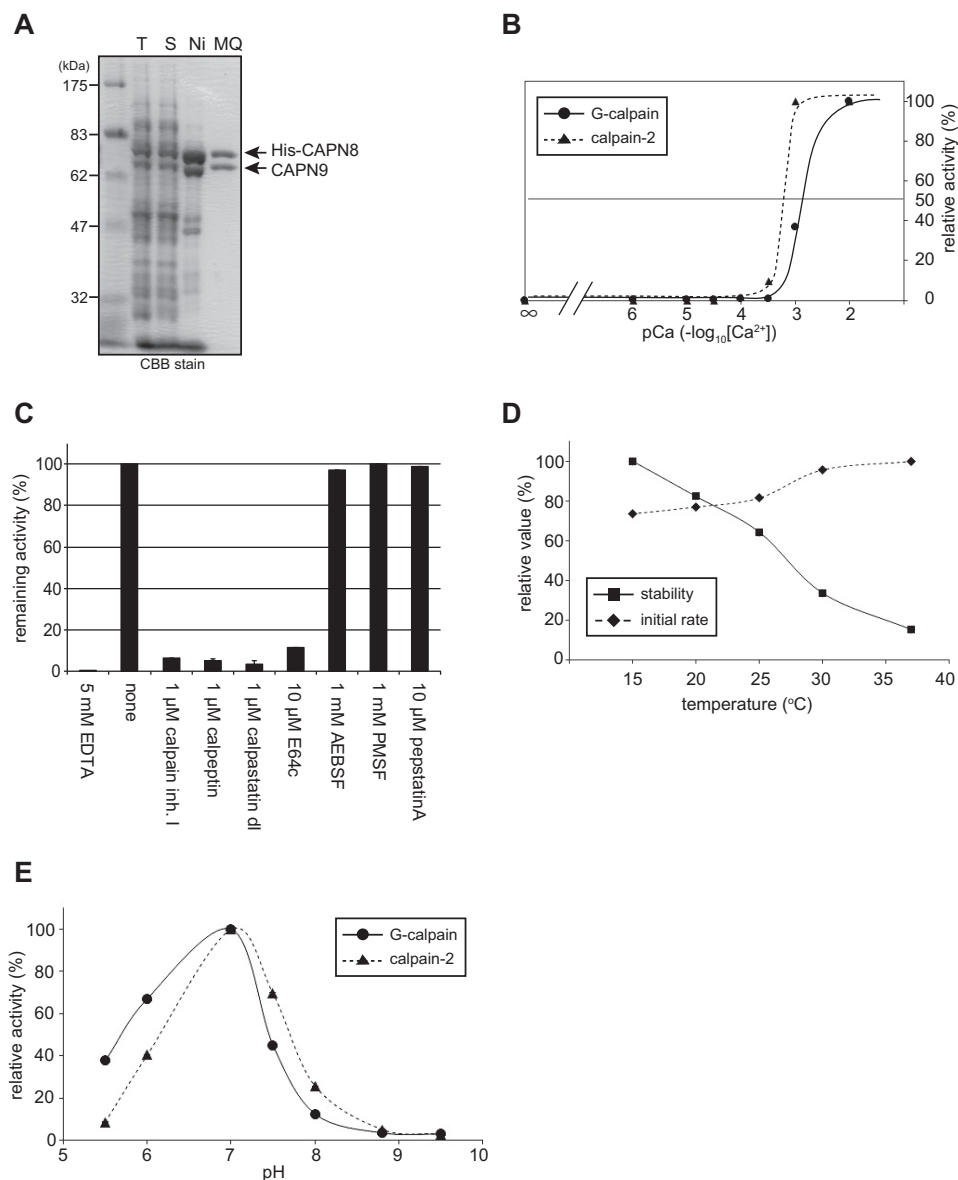 A
T S Ni MQ
(kDa)
175
83
62
47
32
His-CAPN8
CAPN9
CBB stain
B
G-calpain
calpain-2
100
80
60
50
40
20
0
relative activity (%)
∞ 6 5 4 3 2
pCa (-log₁₀[Ca²⁺])
C
remaining activity (%)
100
80
60
40
20
0
5 mM EDTA
none
1 µM calpain inh. I
1 µM calpeptin
1 µM calpastatin dI
10 µM E64c
1 mM AEBSF
1 mM PMSF
10 µM pepstatinA
D
relative value (%)
100
80
60
40
20
0
stability
initial rate
15 20 25 30 35 40
temperature (°C)
E
relative activity (%)
100
80
60
40
20
0
G-calpain
calpain-2
5 6 7 8 9 10
pH